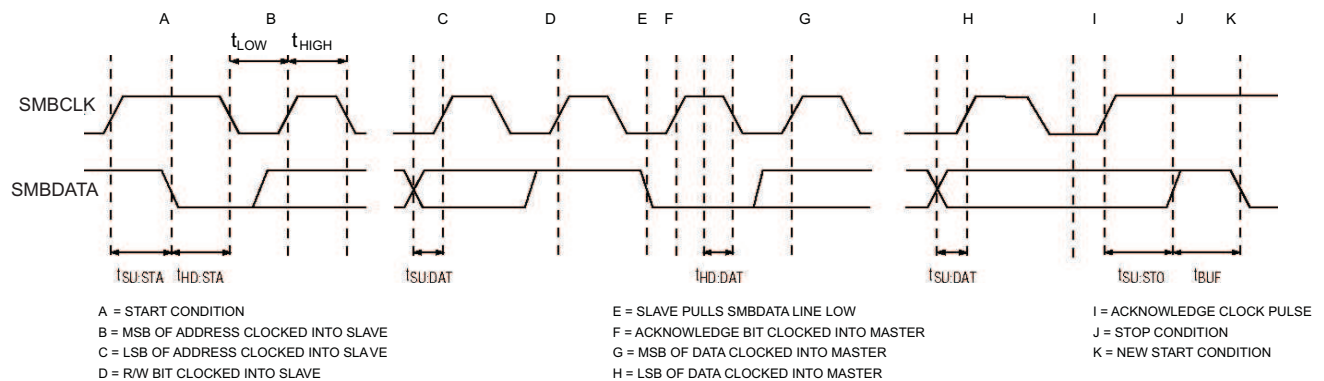 A B C D E F G H I J K
tLOW tHIGH
SMBCLK
SMBDATA
tSU:STA tHD:STA tSU:DAT tHD:DAT tSU:DAT tSU:STO tBUF
A = START CONDITION
B = MSB OF ADDRESS CLOCKED INTO SLAVE
C = LSB OF ADDRESS CLOCKED INTO SLAVE
D = R/W BIT CLOCKED INTO SLAVE
E = SLAVE PULLS SMBDATA LINE LOW
F = ACKNOWLEDGE BIT CLOCKED INTO MASTER
G = MSB OF DATA CLOCKED INTO MASTER
H = LSB OF DATA CLOCKED INTO MASTER
I = ACKNOWLEDGE CLOCK PULSE
J = STOP CONDITION
K = NEW START CONDITION